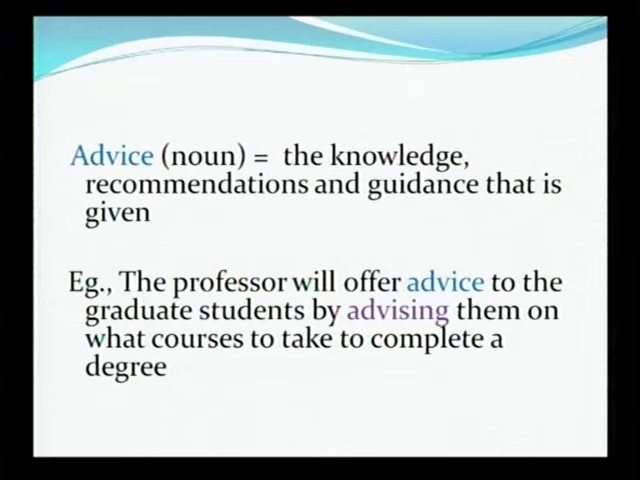 Advice (noun) = the knowledge,
recommendations and guidance that is
given
Eg., The professor will offer advice to the
graduate students by advising them on
what courses to take to complete a
degree